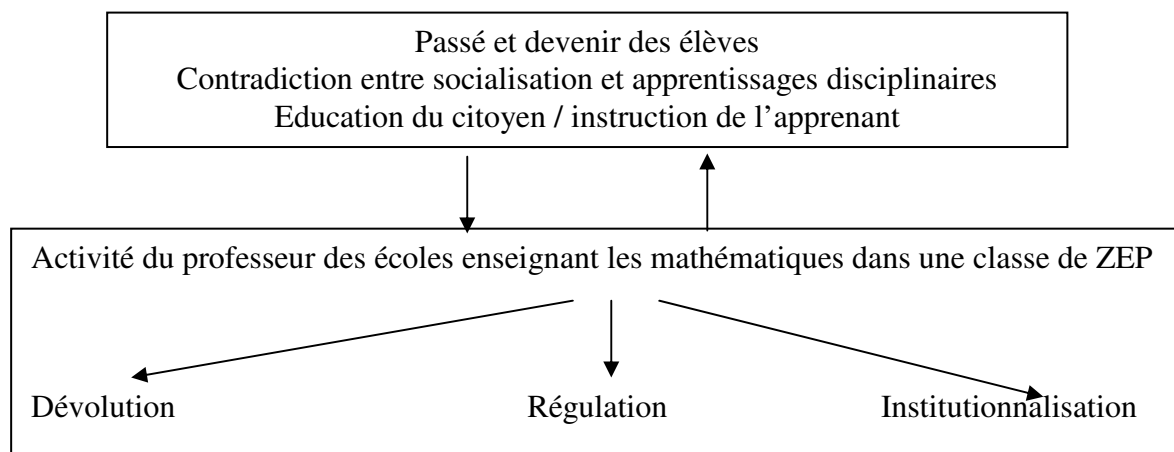 Passé et devenir des élèves
Contradiction entre socialisation et apprentissages disciplinaires
Education du citoyen / instruction de l'apprenant
Activité du professeur des écoles enseignant les mathématiques dans une classe de ZEP
Dévolution Régulation Institutionnalisation